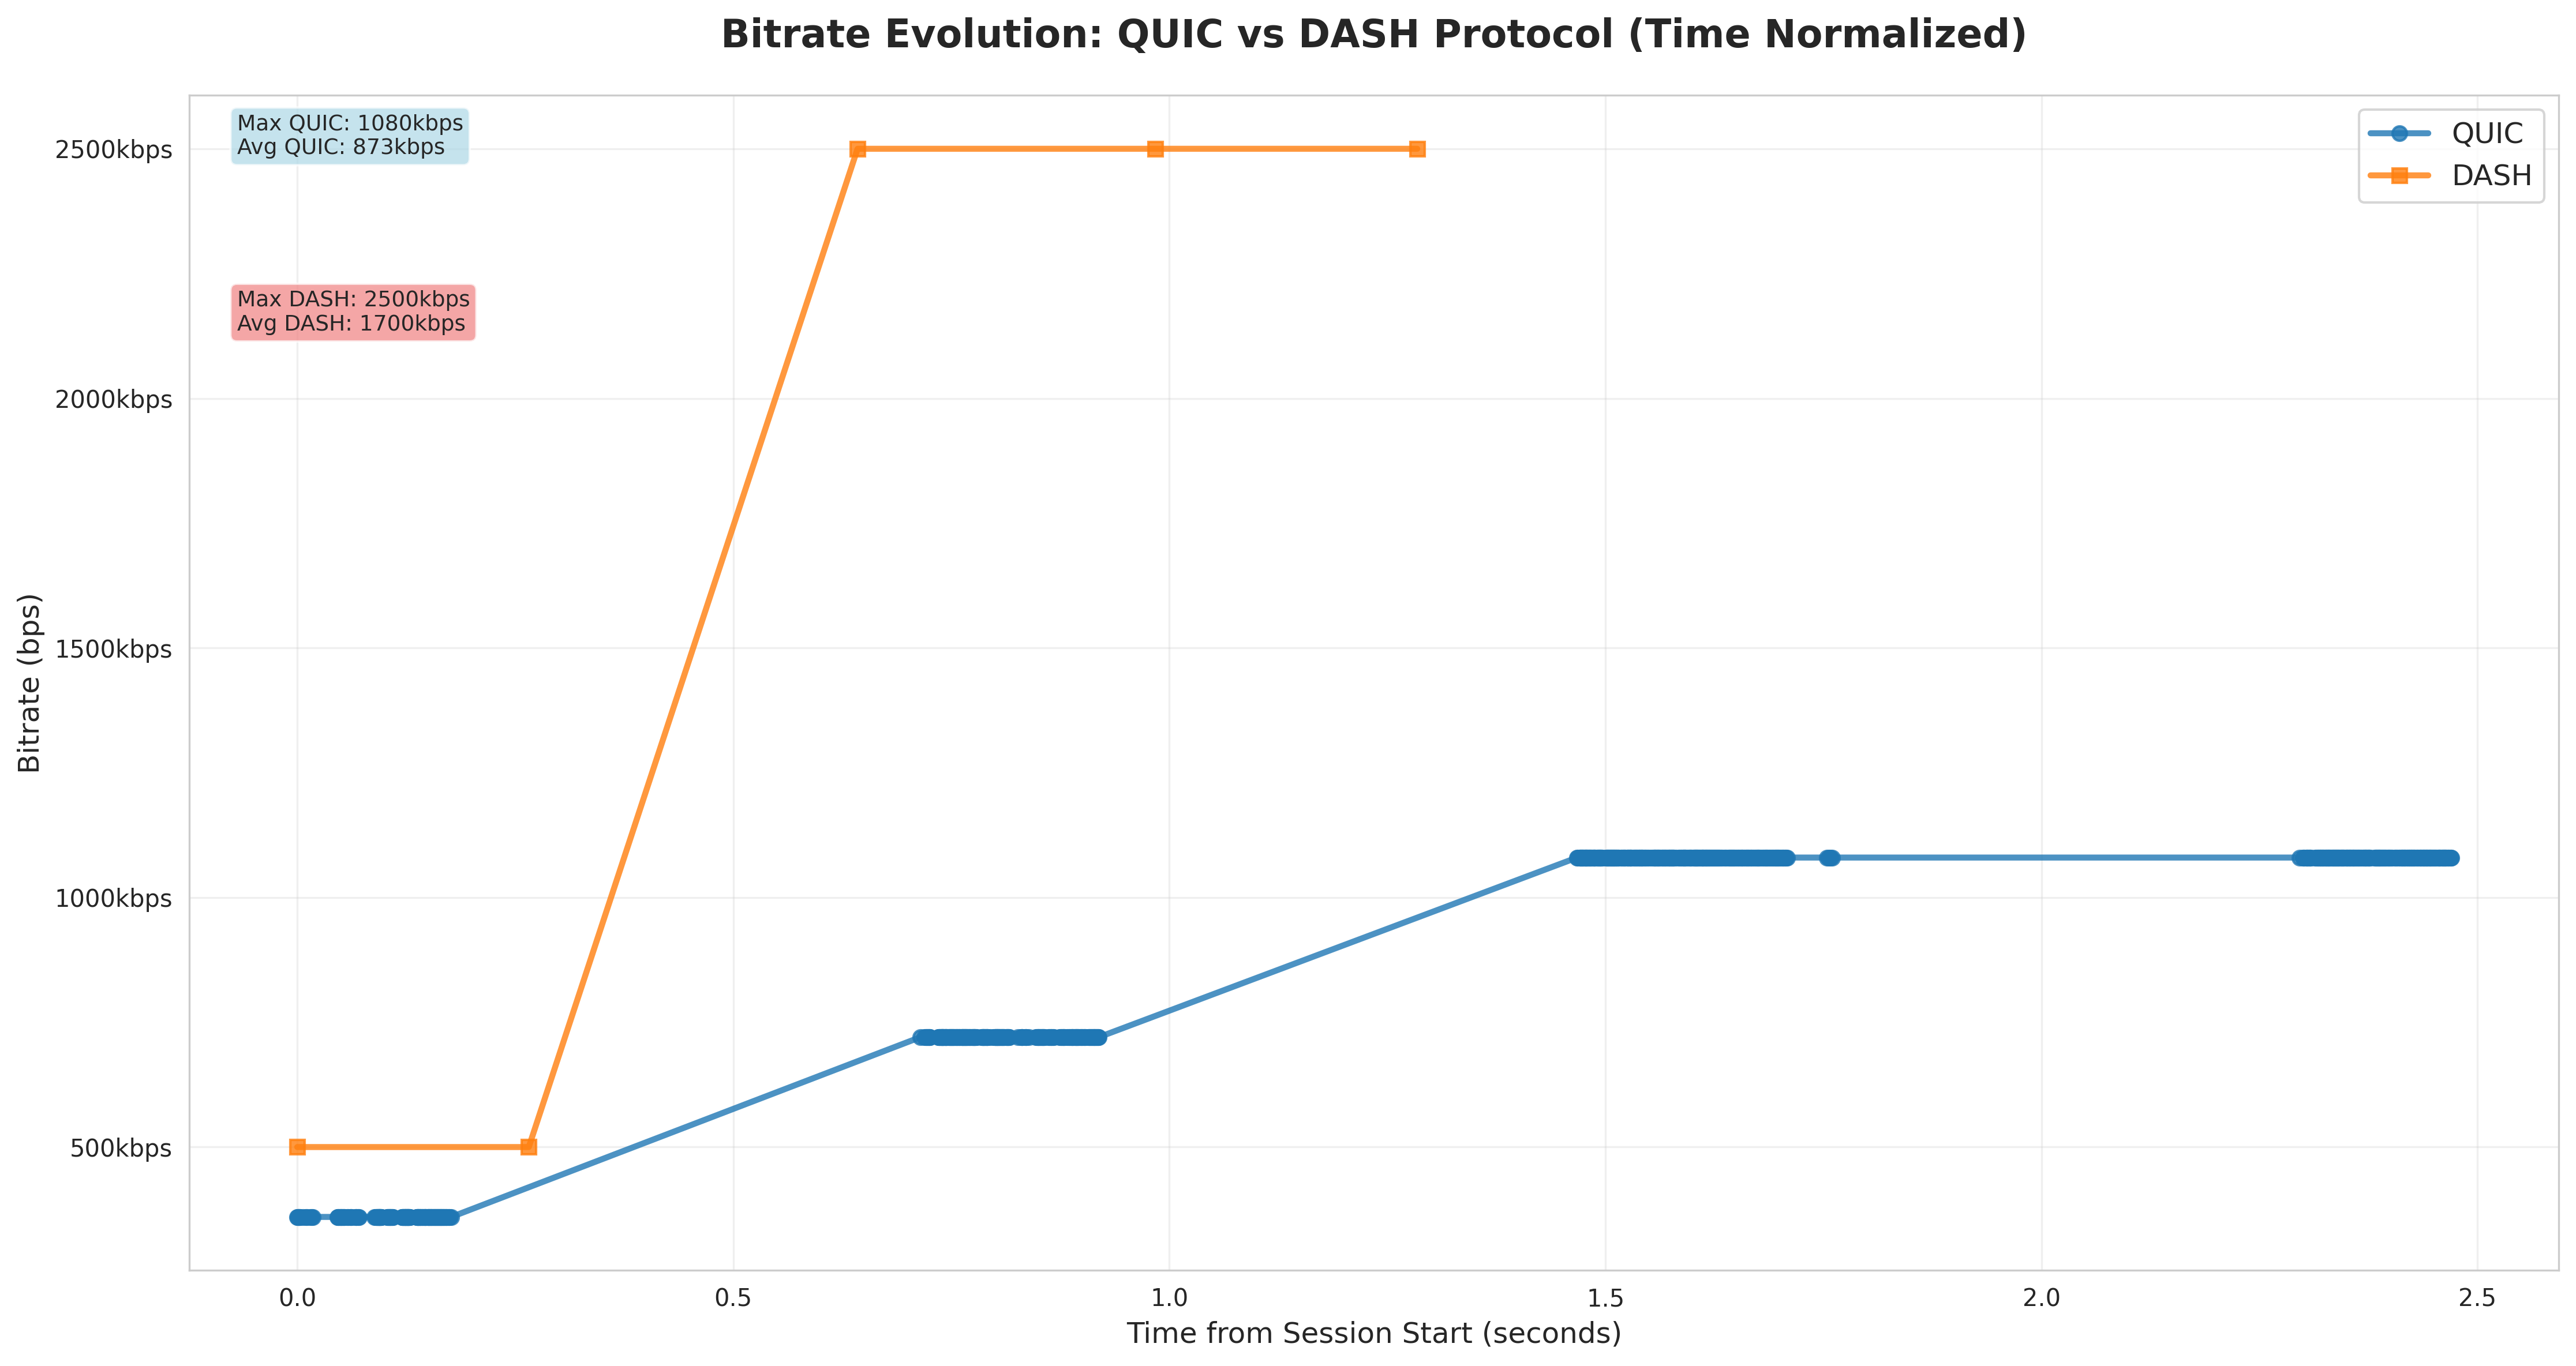 Bitrate Evolution: QUIC vs DASH Protocol (Time Normalized)
Max QUIC: 1080kbps
Avg QUIC: 873kbps
Max DASH: 2500kbps
Avg DASH: 1700kbps
QUIC
DASH
Bitrate (bps)
2500kbps
2000kbps
1500kbps
1000kbps
500kbps
0.0
0.5
1.0
1.5
2.0
2.5
Time from Session Start (seconds)